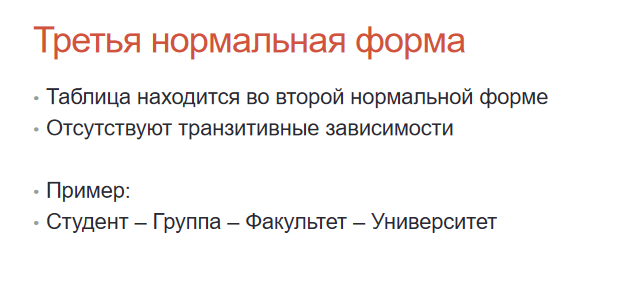 Третья нормальная форма
• Таблица находится во второй нормальной форме
• Отсутствуют транзитивные зависимости
• Пример:
• Студент – Группа – Факультет – Университет